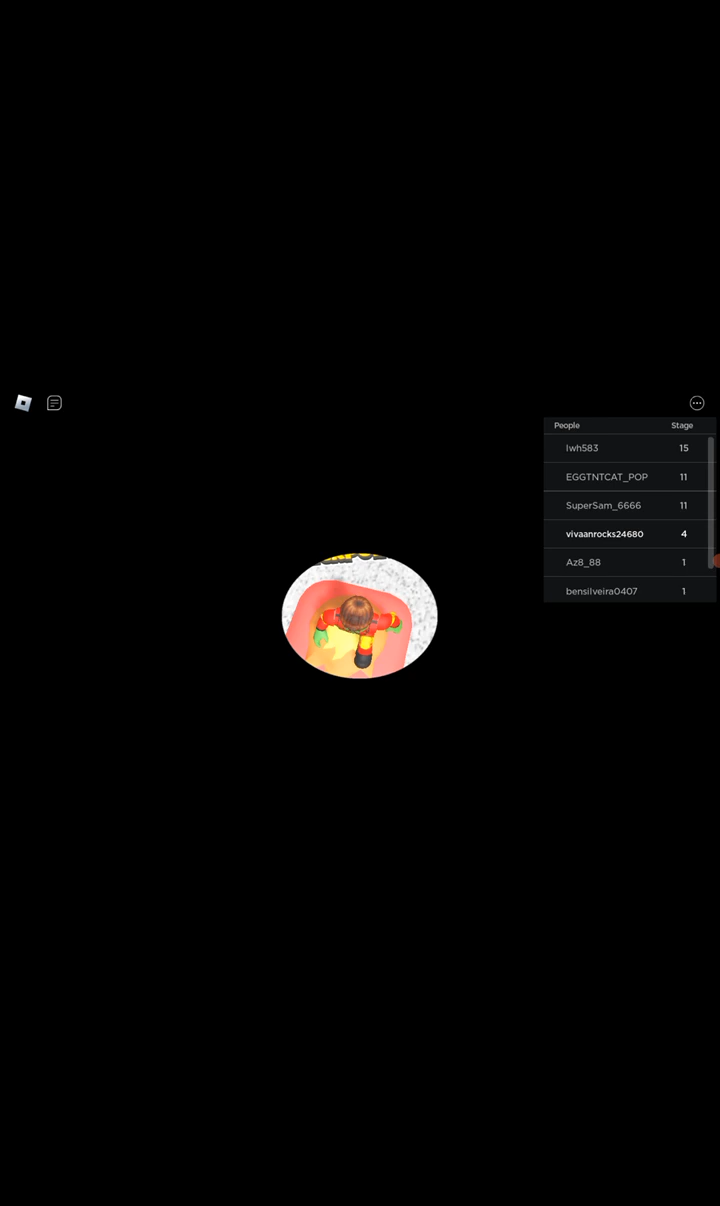 People Stage
lwh583 15
EGGTNTCAT_POP 11
SuperSam_6666 11
vivaanrocks24680 4
Az8_88 1
bensilveira0407 1